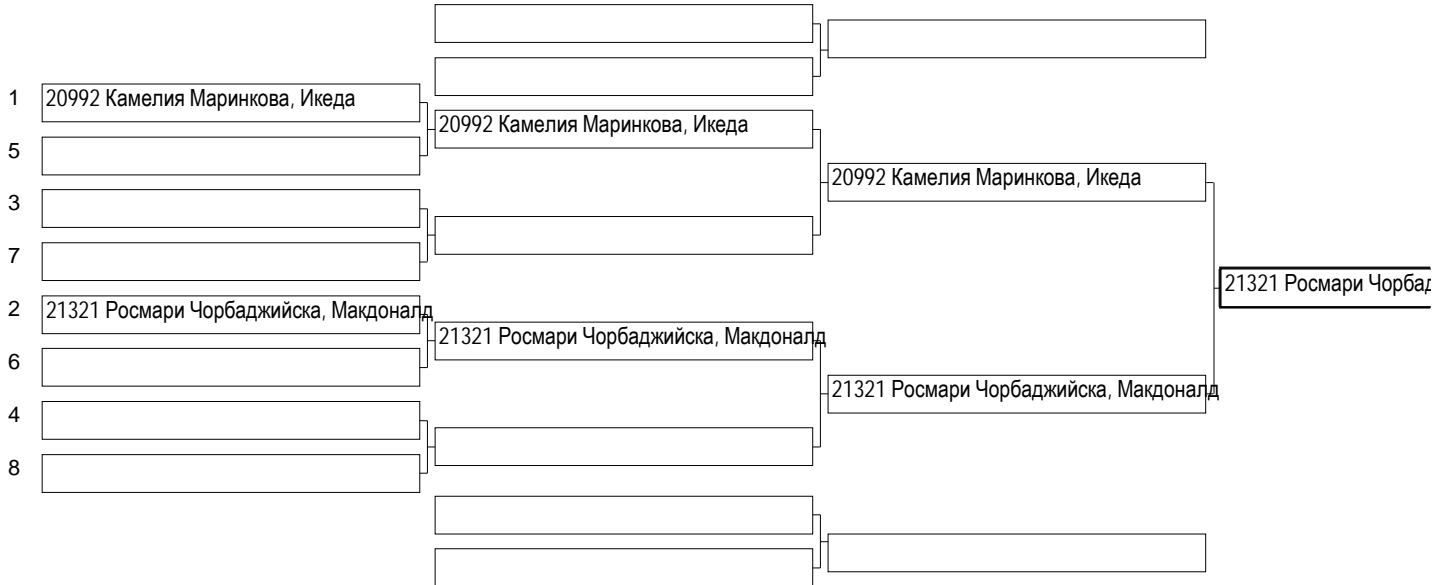 1 20992 Камелия Маринкова, Икеда
20992 Камелия Маринкова, Икеда
5
20992 Камелия Маринкова, Икеда
3
7
21321 Росмари Чорбад
2 21321 Росмари Чорбаджийска, Макдоналд
21321 Росмари Чорбаджийска, Макдоналд
6
21321 Росмари Чорбаджийска, Макдоналд
4
8